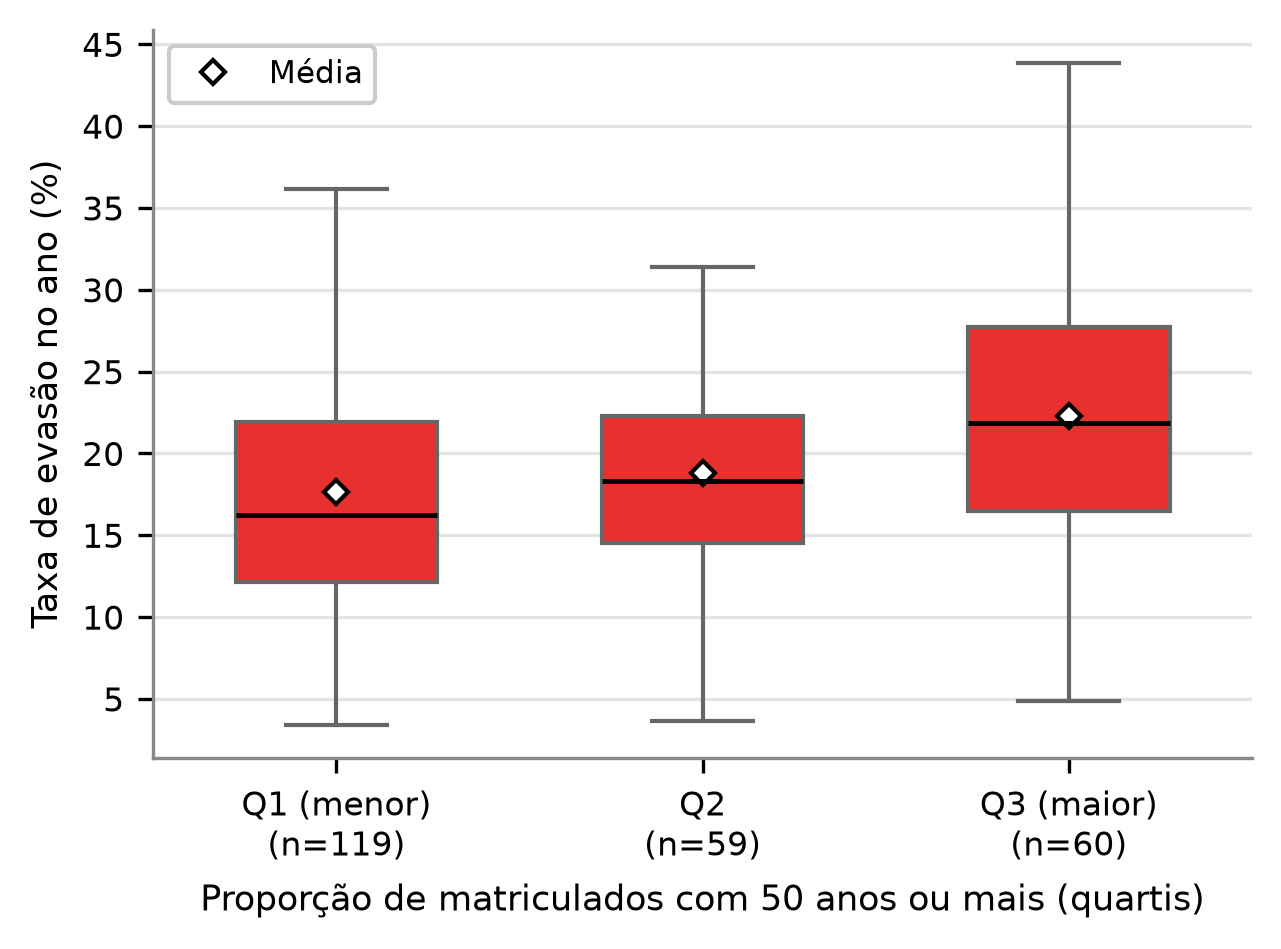 Média
Taxa de evasão no ano (%)
45
40
35
30
25
20
15
10
5
Q1 (menor)
(n=119)
Q2
(n=59)
Q3 (maior)
(n=60)
Proporção de matriculados com 50 anos ou mais (quartis)